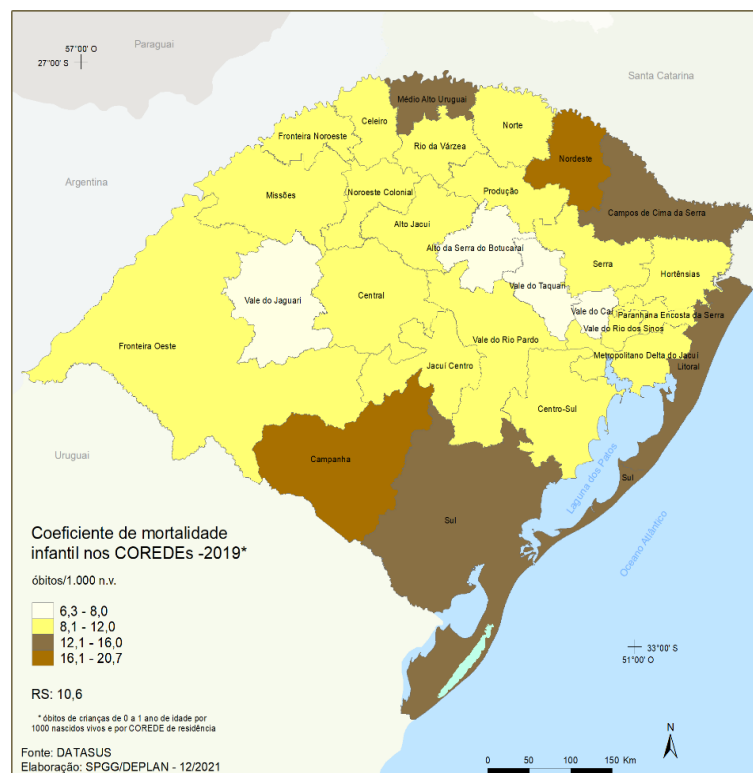 Paraguai
57°00' O
27°00' S
Santa Catarina
Médio Alto Uruguai
Celeiro
Norte
Fronteira Noroeste
Rio da Várzea
Nordeste
Argentina
Missões
Noroeste Colonial
Produção
Campos de Cima da Serra
Alto Jacuí
Alto da Serra do Botucaraí
Serra
Hortênsias
Vale do Jaguari
Central
Vale do Taquari
Vale do Caí
Paranhana Encosta da Serra
Vale do Rio dos Sinos
Fronteira Oeste
Vale do Rio Pardo
Metropolitano Delta do Jacuí
Jacuí Centro
Litoral
Centro-Sul
Uruguai
Campanha
Laguna dos Patos
Sul
Sul
Oceano Atlântico
Coeficiente de mortalidade
infantil nos COREDEs -2019*
óbitos/1.000 n.v.
6,3 - 8,0
8,1 - 12,0
12,1 - 16,0
16,1 - 20,7
33°00' S
51°00' O
RS: 10,6
* óbitos de crianças de 0 a 1 ano de idade por
1000 nascidos vivos e por COREDE de residência
N
Fonte: DATASUS
Elaboração: SPGG/DEPLAN - 12/2021
0 50 100 150 Km